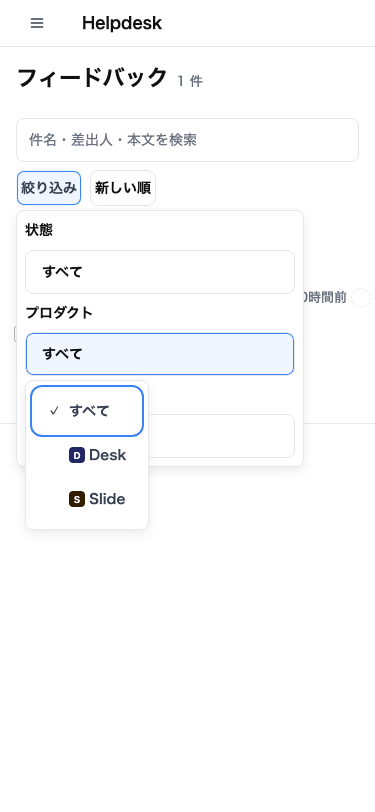 Helpdesk
フィードバック 1 件
件名・差出人・本文を検索
絞り込み 新しい順
状態
すべて
0時間前
プロダクト
すべて
✓ すべて
D Desk
S Slide